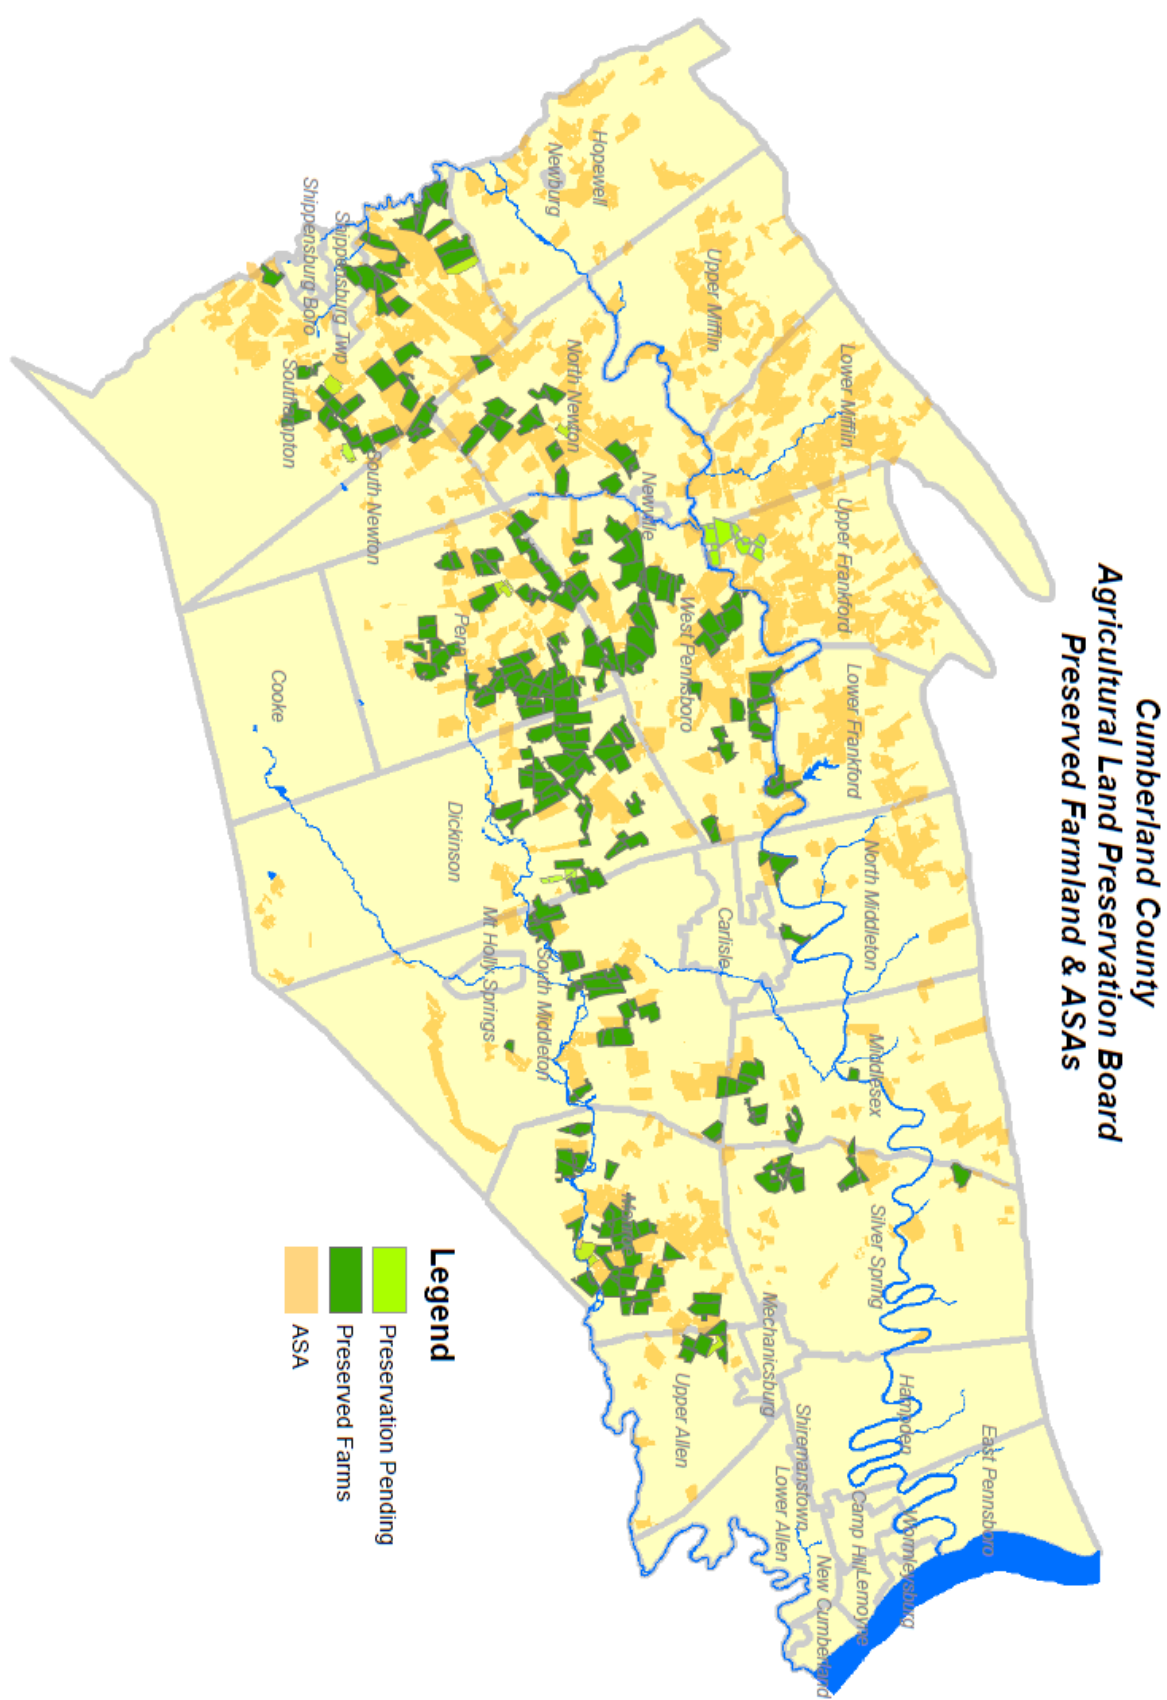 Cumberland County
Agricultural Land Preservation Board
Preserved Farmland & ASAs
Hopewell
Newburg
Upper Mifflin
Lower Mifflin
Upper Frankford
Lower Frankford
North Middleton
Middlesex
Silver Spring
Hampden
East Pennsboro
Wormleysburg
Camp Hill
Lemoyne
New Cumberland
Lower Allen
Shiremanstown
Mechanicsburg
Upper Allen
Monroe
Carlisle
South Middleton
Mt Holly Springs
Dickinson
West Pennsboro
Newville
North Newton
Penn
Cooke
South Newton
Southampton
Shippensburg Twp
Shippensburg Boro
Legend
Preservation Pending
Preserved Farms
ASA